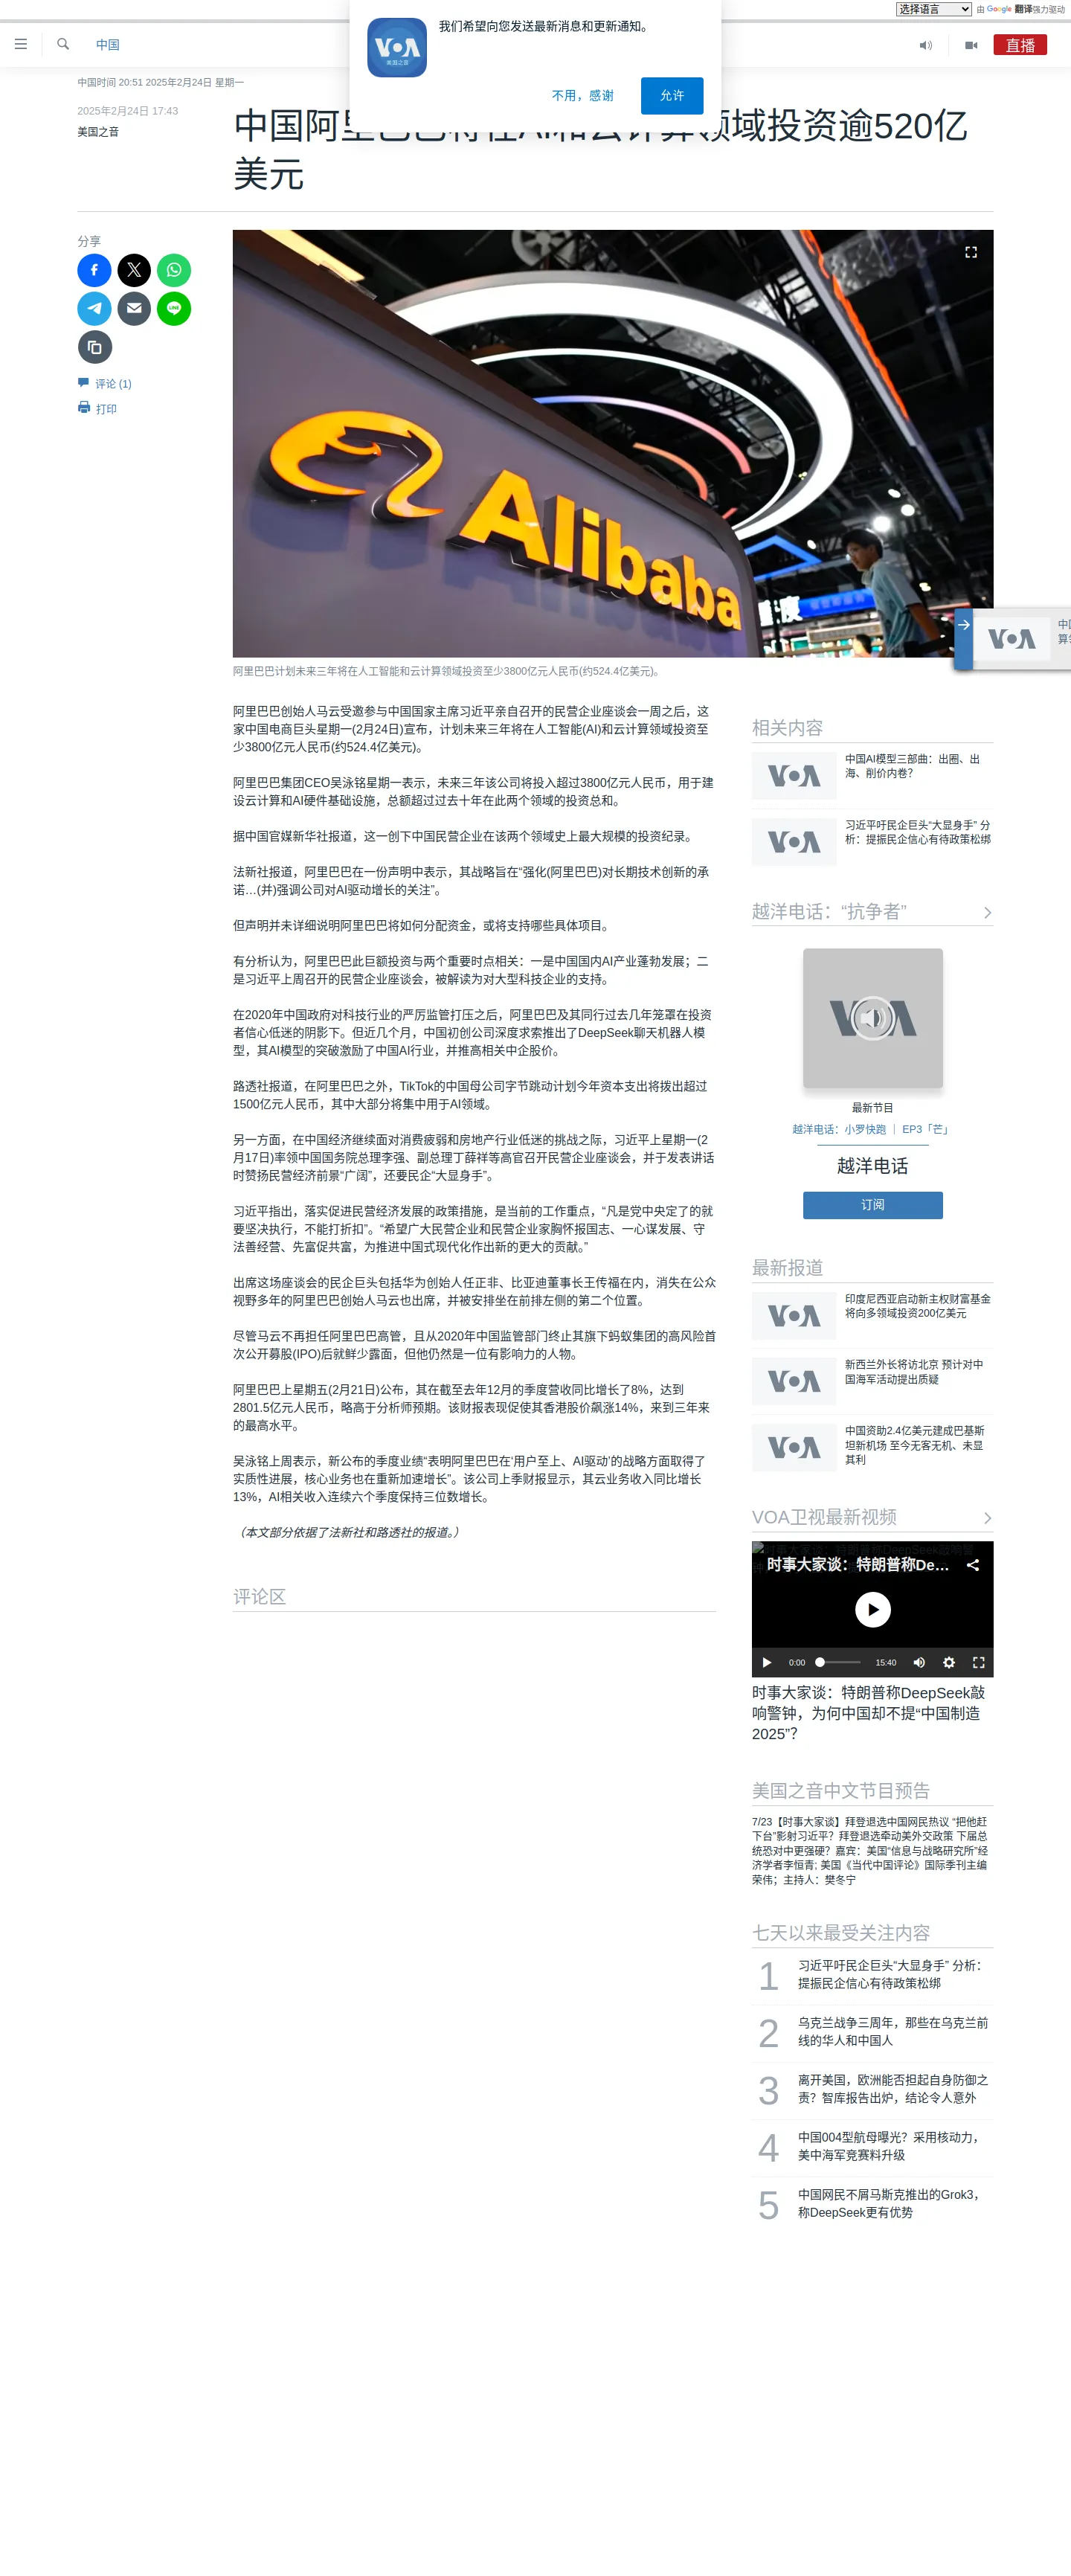 选择语言
由 Google 翻译强力驱动
我们希望向您发送最新消息和更新通知。
VOA
美国之音
不用，感谢
允许
中国
直播
中国时间 20:51 2025年2月24日 星期一
2025年2月24日 17:43
美国之音
中国阿里巴巴将在AI和云计算领域投资逾520亿
美元
分享
LINE
评论 (1)
打印
Alibaba
阿里巴巴计划未来三年将在人工智能和云计算领域投资至少3800亿元人民币(约524.4亿美元)。
VOA
阿里巴巴创始人马云受邀参与中国国家主席习近平亲自召开的民营企业座谈会一周之后，这
家中国电商巨头星期一(2月24日)宣布，计划未来三年将在人工智能(AI)和云计算领域投资至
少3800亿元人民币(约524.4亿美元)。
阿里巴巴集团CEO吴泳铭星期一表示，未来三年该公司将投入超过3800亿元人民币，用于建
设云计算和AI硬件基础设施，总额超过过去十年在此两个领域的投资总和。
据中国官媒新华社报道，这一创下中国民营企业在该两个领域史上最大规模的投资纪录。
法新社报道，阿里巴巴在一份声明中表示，其战略旨在“强化(阿里巴巴)对长期技术创新的承
诺…(并)强调公司对AI驱动增长的关注”。
但声明并未详细说明阿里巴巴将如何分配资金，或将支持哪些具体项目。
有分析认为，阿里巴巴此巨额投资与两个重要时点相关：一是中国国内AI产业蓬勃发展；二
是习近平上周召开的民营企业座谈会，被解读为对大型科技企业的支持。
在2020年中国政府对科技行业的严厉监管打压之后，阿里巴巴及其同行过去几年笼罩在投资
者信心低迷的阴影下。但近几个月，中国初创公司深度求索推出了DeepSeek聊天机器人模
型，其AI模型的突破激励了中国AI行业，并推高相关中企股价。
路透社报道，在阿里巴巴之外，TikTok的中国母公司字节跳动计划今年资本支出将拨出超过
1500亿元人民币，其中大部分将集中用于AI领域。
另一方面，在中国经济继续面对消费疲弱和房地产行业低迷的挑战之际，习近平上星期一(2
月17日)率领中国国务院总理李强、副总理丁薛祥等高官召开民营企业座谈会，并于发表讲话
时赞扬民营经济前景“广阔”，还要民企“大显身手”。
习近平指出，落实促进民营经济发展的政策措施，是当前的工作重点，“凡是党中央定了的就
要坚决执行，不能打折扣”。“希望广大民营企业和民营企业家胸怀报国志、一心谋发展、守
法善经营、先富促共富，为推进中国式现代化作出新的更大的贡献。”
出席这场座谈会的民企巨头包括华为创始人任正非、比亚迪董事长王传福在内，消失在公众
视野多年的阿里巴巴创始人马云也出席，并被安排坐在前排左侧的第二个位置。
尽管马云不再担任阿里巴巴高管，且从2020年中国监管部门终止其旗下蚂蚁集团的高风险首
次公开募股(IPO)后就鲜少露面，但他仍然是一位有影响力的人物。
阿里巴巴上星期五(2月21日)公布，其在截至去年12月的季度营收同比增长了8%，达到
2801.5亿元人民币，略高于分析师预期。该财报表现促使其香港股价飙涨14%，来到三年来
的最高水平。
吴泳铭上周表示，新公布的季度业绩“表明阿里巴巴在‘用户至上、AI驱动’的战略方面取得了
实质性进展，核心业务也在重新加速增长”。该公司上季财报显示，其云业务收入同比增长
13%，AI相关收入连续六个季度保持三位数增长。
（本文部分依据了法新社和路透社的报道。）
评论区
相关内容
VOA
中国AI模型三部曲：出圈、出
海、削价内卷？
VOA
习近平吁民企巨头“大显身手” 分
析：提振民企信心有待政策松绑
越洋电话：“抗争者”
VOA
最新节目
越洋电话：小罗快跑 ︱ EP3「芒」
越洋电话
订阅
最新报道
VOA
印度尼西亚启动新主权财富基金
将向多领域投资200亿美元
VOA
新西兰外长将访北京 预计对中
国海军活动提出质疑
VOA
中国资助2.4亿美元建成巴基斯
坦新机场 至今无客无机、未显
其利
VOA卫视最新视频
时事大家谈：特朗普称De…
0:00
15:40
时事大家谈：特朗普称DeepSeek敲
响警钟，为何中国却不提“中国制造
2025”？
美国之音中文节目预告
7/23【时事大家谈】拜登退选中国网民热议 “把他赶
下台”影射习近平？拜登退选牵动美外交政策 下届总
统恐对中更强硬？嘉宾：美国“信息与战略研究所”经
济学者李恒青; 美国《当代中国评论》国际季刊主编
荣伟；主持人：樊冬宁
七天以来最受关注内容
1
习近平吁民企巨头“大显身手” 分析：
提振民企信心有待政策松绑
2
乌克兰战争三周年，那些在乌克兰前
线的华人和中国人
3
离开美国，欧洲能否担起自身防御之
责？智库报告出炉，结论令人意外
4
中国004型航母曝光？采用核动力，
美中海军竞赛料升级
5
中国网民不屑马斯克推出的Grok3，
称DeepSeek更有优势